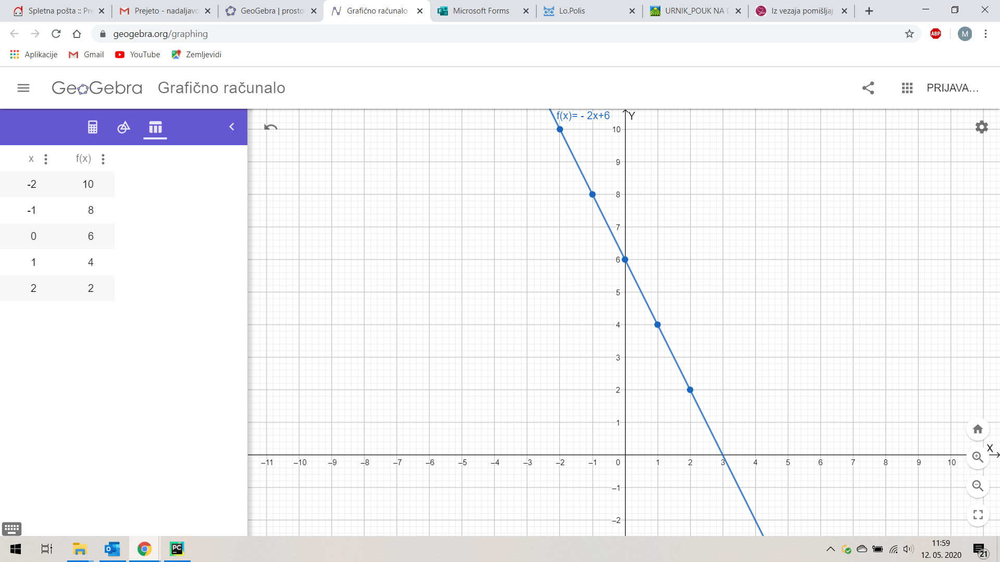 Spletna pošta :: Pre
Prejeto - nadaljavo
GeoGebra | prosto
Grafično računalo
Microsoft Forms
Lo.Polis
URNIK_POUK NA D
Iz vezaja pomišljaj
geogebra.org/graphing
ABP
M
Aplikacije
Gmail
YouTube
Zemljevidi
GeoGebra
Grafično računalo
PRIJAVA...
x f(x)
-2 10
-1 8
0 6
1 4
2 2
f(x)= - 2x+6
Y
10
9
8
7
6
5
4
3
2
1
X
–11 –10 –9 –8 –7 –6 –5 –4 –3 –2 –1 0 1 2 3 4 5 6 7 8 9 10
–1
–2
PC
11:59
12. 05. 2020
21